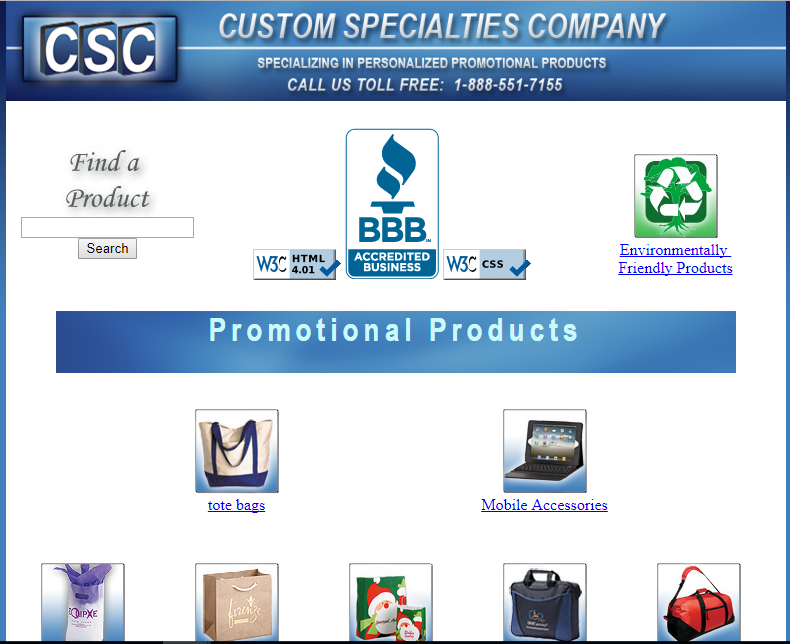 CSC
CUSTOM SPECIALTIES COMPANY
SPECIALIZING IN PERSONALIZED PROMOTIONAL PRODUCTS
CALL US TOLL FREE: 1-888-551-7155
Find a
Product
Search
W3C HTML
4.01
BBB
ACCREDITED
BUSINESS
W3C CSS
Environmentally
Friendly Products
Promotional Products
tote bags
Mobile Accessories
firenze